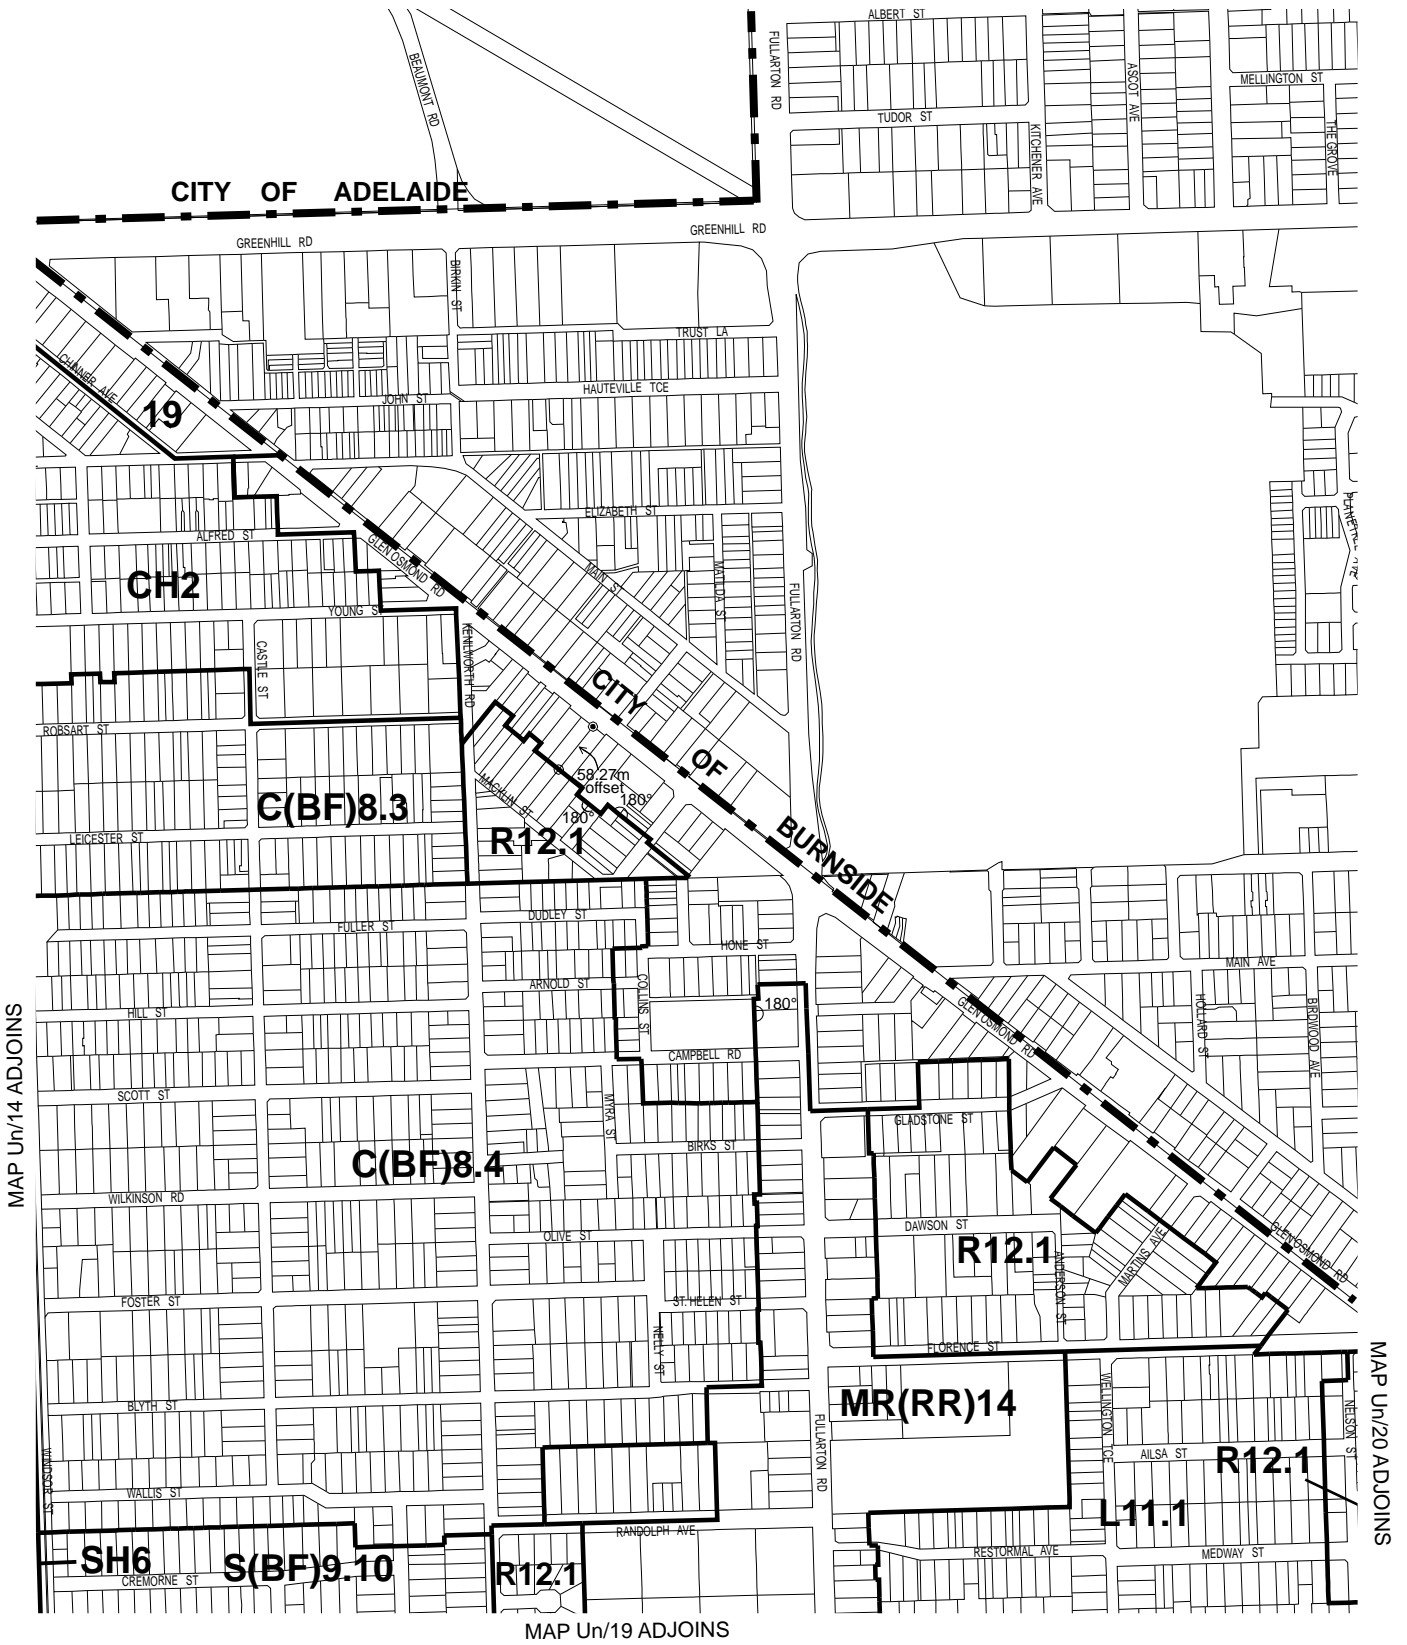 ALBERT ST
BEAUMONT RD
FULLARTON RD
ASCOT AVE
MELLINGTON ST
TUDOR ST
KITCHENER AVE
THE GROVE
CITY OF ADELAIDE
GREENHILL RD
GREENHILL RD
BIRKIN ST
TRUST LA
CHINNER AVE
HAUTEVILLE TCE
JOHN ST
19
ELIZABETH ST
ALFRED ST
GLEN OSMOND RD
MAIN ST
MATILDA ST
FULLARTON RD
CH2
YOUNG ST
KENILWORTH RD
CASTLE ST
CITY
OF
BURNSIDE
ROBSART ST
58.27m
offset
MACKLIN ST
180°
180°
C(BF)8.3
R12.1
LEICESTER ST
DUDLEY ST
FULLER ST
HONE ST
MAIN AVE
ARNOLD ST
COLLINS ST
180°
GLEN OSMOND RD
HOLLARD ST
BIRDWOOD AVE
HILL ST
CAMPBELL RD
SCOTT ST
MYRA ST
GLADSTONE ST
BIRKS ST
C(BF)8.4
WILKINSON RD
OLIVE ST
DAWSON ST
R12.1
ANDERSON ST
MARTINS AVE
GLEN OSMOND RD
FOSTER ST
ST. HELEN ST
NELLY ST
FLORENCE ST
MR(RR)14
WELLINGTON TCE
NELSON ST
BLYTH ST
FULLARTON RD
AILSA ST
R12.1
WINDSOR ST
WALLIS ST
L11.1
RANDOLPH AVE
RESTORMAL AVE
MEDWAY ST
SH6
S(BF)9.10
R12.1
CREMORNE ST
MAP Un/14 ADJOINS
MAP Un/20 ADJOINS
MAP Un/19 ADJOINS